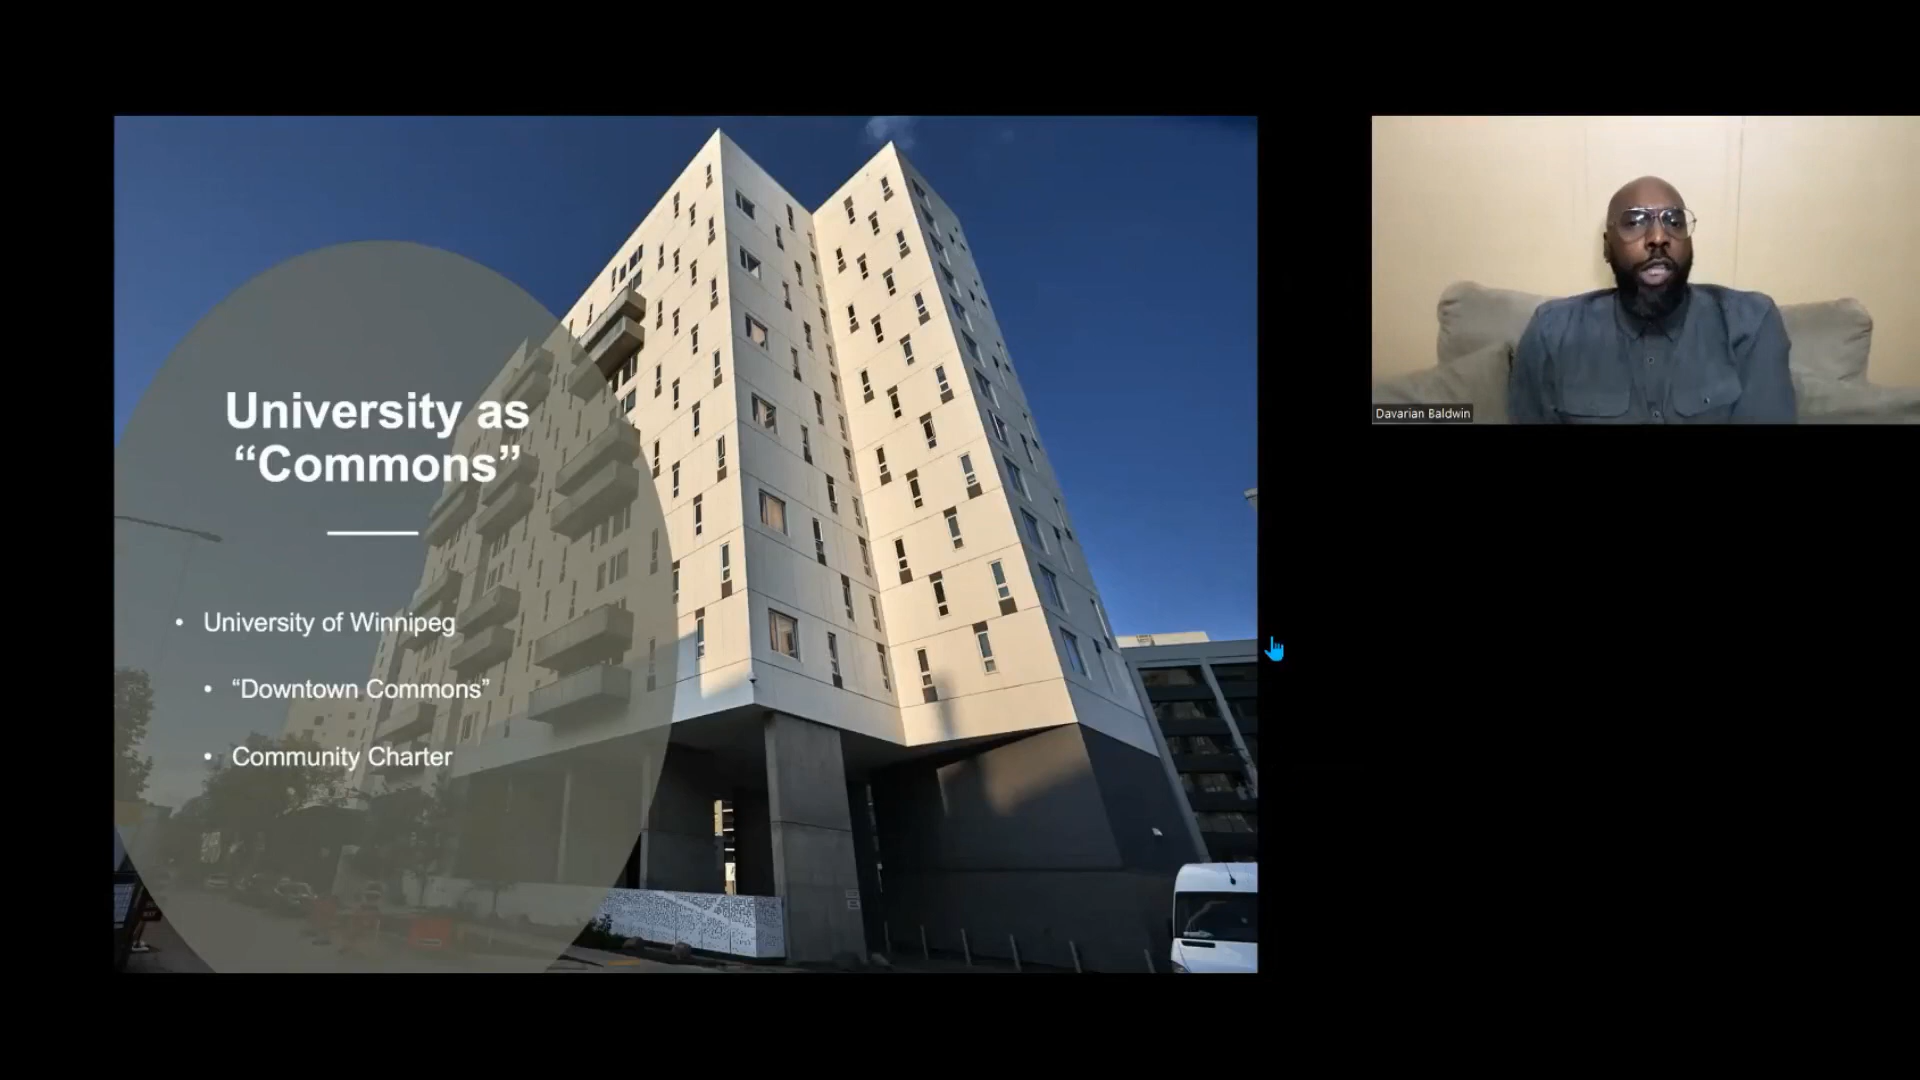 University as
“Commons”
• University of Winnipeg
• “Downtown Commons”
• Community Charter
Davarian Baldwin